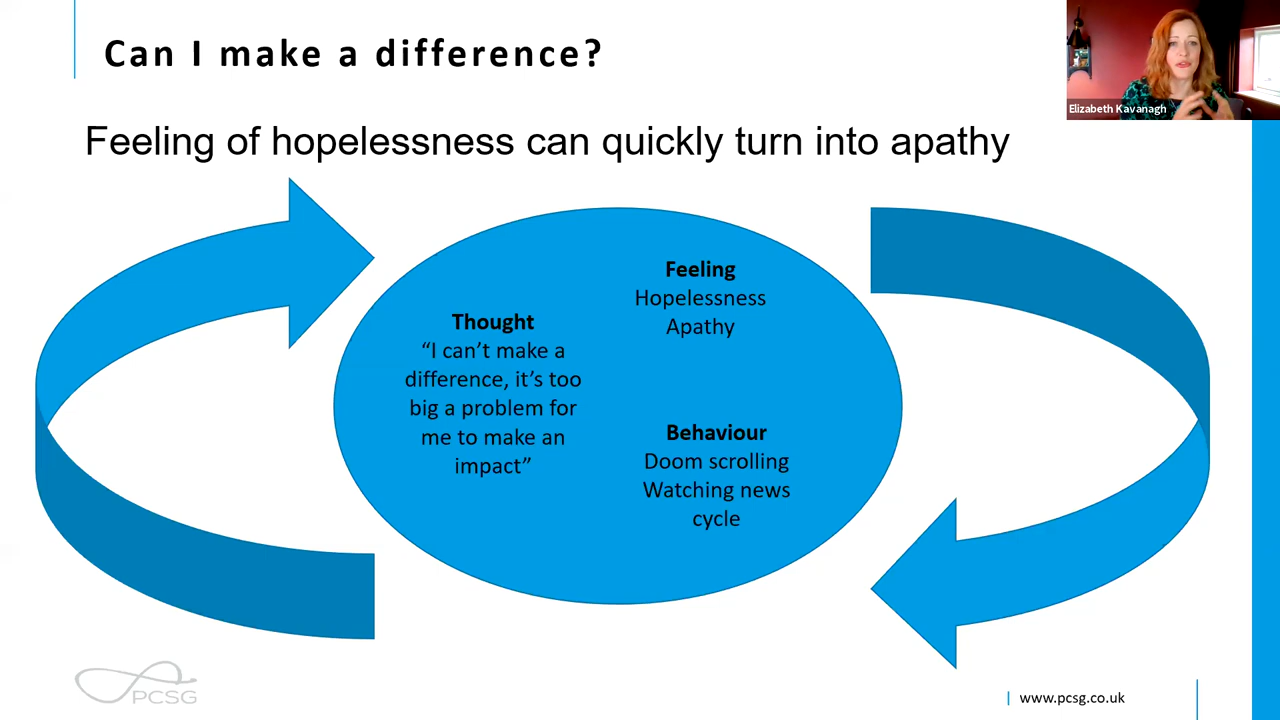 Can I make a difference?
Elizabeth Kavanagh
Feeling of hopelessness can quickly turn into apathy
Thought
“I can’t make a
difference, it’s too
big a problem for
me to make an
impact”
Feeling
Hopelessness
Apathy
Behaviour
Doom scrolling
Watching news
cycle
PCSG
www.pcsg.co.uk